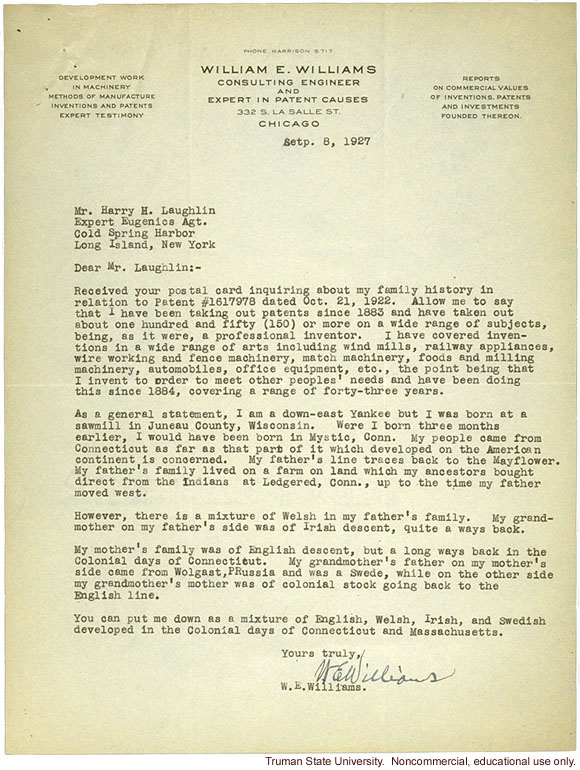 PHONE HARRISON 5717
WILLIAM E. WILLIAMS
CONSULTING ENGINEER
AND
EXPERT IN PATENT CAUSES
332 S. LA SALLE ST.
CHICAGO
DEVELOPMENT WORK
IN MACHINERY
METHODS OF MANUFACTURE
INVENTIONS AND PATENTS
EXPERT TESTIMONY
REPORTS
ON COMMERCIAL VALUES
OF INVENTIONS, PATENTS
AND INVESTMENTS
FOUNDED THEREON.
Setp. 8, 1927
Mr. Harry H. Laughlin
Expert Eugenics Agt.
Cold Spring Harbor
Long Island, New York
Dear Mr. Laughlin:-
Received your postal card inquiring about my family history in
relation to Patent #1617978 dated Oct. 21, 1922. Allow me to say
that I have been taking out patents since 1883 and have taken out
about one hundred and fifty (150) or more on a wide range of subjects,
being, as it were, a professional inventor. I have covered inven-
tions in a wide range of arts including wind mills, railway appliances,
wire working and fence machinery, match machinery, foods and milling
machinery, automobiles, office equipment, etc., the point being that
I invent to order to meet other peoples' needs and have been doing
this since 1884, covering a range of forty-three years.
As a general statement, I am a down-east Yankee but I was born at a
sawmill in Juneau County, Wisconsin. Were I born three months
earlier, I would have been born in Mystic, Conn. My people came from
Connecticut as far as that part of it which developed on the American
continent is concerned. My father's line traces back to the Mayflower.
My father's family lived on a farm on land which my ancestors bought
direct from the Indians at Ledgered, Conn., up to the time my father
moved west.
However, there is a mixture of Welsh in my father's family. My grand-
mother on my father's side was of Irish descent, quite a ways back.
My mother's family was of English descent, but a long ways back in the
Colonial days of Connecticut. My grandmother's father on my mother's
side came from Wolgast,PRussia and was a Swede, while on the other side
my grandmother's mother was of colonial stock going back to the
English line.
You can put me down as a mixture of English, Welsh, Irish, and Swedish
developed in the Colonial days of Connecticut and Massachusetts.
Yours truly,
W.E.Williams
W.E.Williams.
Truman State University. Noncommercial, educational use only.